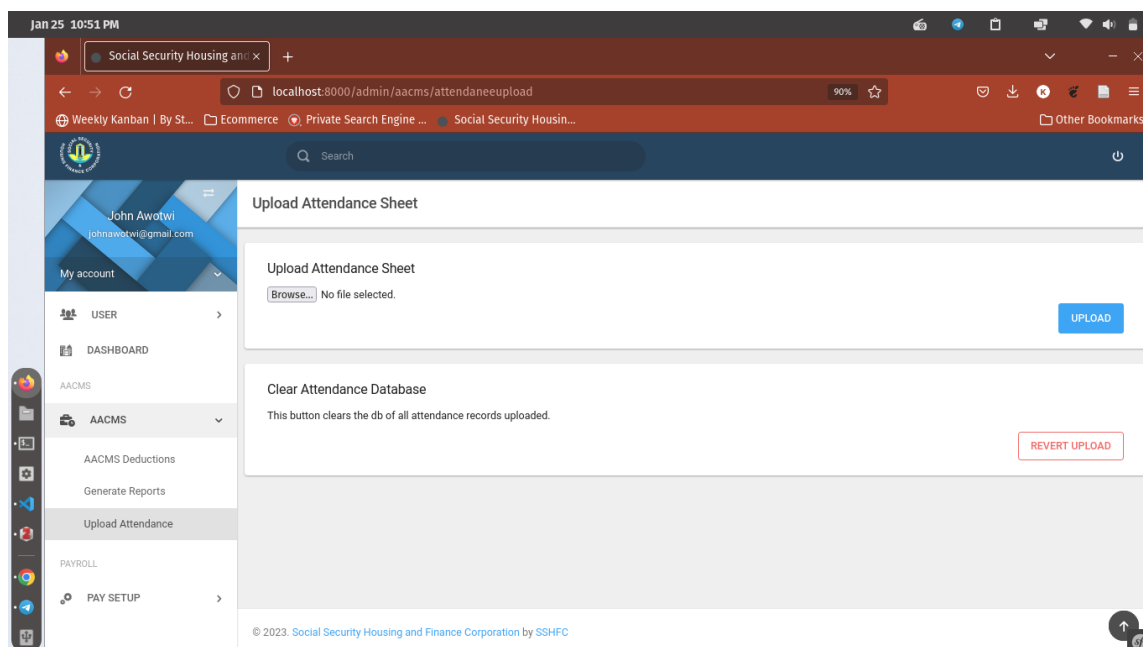 Jan 25 10:51 PM
Social Security Housing and
localhost:8000/admin/aacms/attendaneeupload
90%
Weekly Kanban | By St... Ecommerce Private Search Engine ... Social Security Housin... Other Bookmarks
Search
John Awotwi
johnawotwi@gmail.com
My account
USER
DASHBOARD
AACMS
AACMS
AACMS Deductions
Generate Reports
Upload Attendance
PAYROLL
PAY SETUP
Upload Attendance Sheet
Upload Attendance Sheet
Browse... No file selected.
UPLOAD
Clear Attendance Database
This button clears the db of all attendance records uploaded.
REVERT UPLOAD
© 2023. Social Security Housing and Finance Corporation by SSHFC